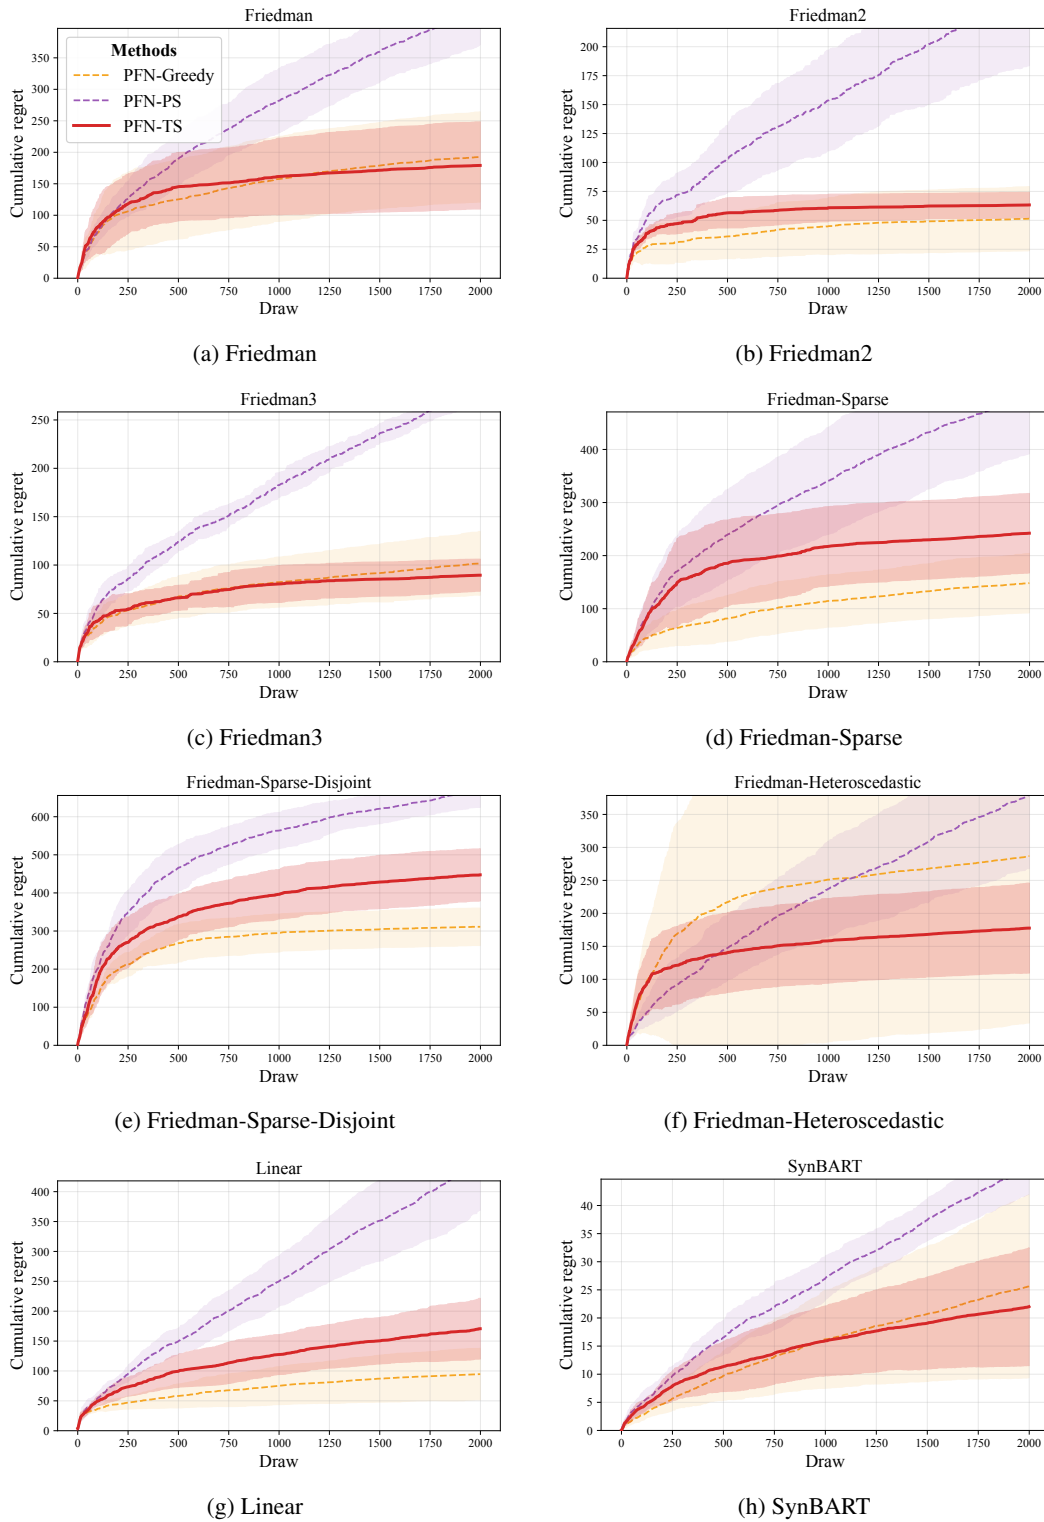 Friedman
Cumulative regret
350
300
250
200
150
100
50
0
Methods
PFN-Greedy
PFN-PS
PFN-TS
0 250 500 750 1000 1250 1500 1750 2000
Draw
(a) Friedman
Friedman2
Cumulative regret
200
175
150
125
100
75
50
25
0
0 250 500 750 1000 1250 1500 1750 2000
Draw
(b) Friedman2
Friedman3
Cumulative regret
250
200
150
100
50
0
0 250 500 750 1000 1250 1500 1750 2000
Draw
(c) Friedman3
Friedman-Sparse
Cumulative regret
400
300
200
100
0
0 250 500 750 1000 1250 1500 1750 2000
Draw
(d) Friedman-Sparse
Friedman-Sparse-Disjoint
Cumulative regret
600
500
400
300
200
100
0
0 250 500 750 1000 1250 1500 1750 2000
Draw
(e) Friedman-Sparse-Disjoint
Friedman-Heteroscedastic
Cumulative regret
350
300
250
200
150
100
50
0
0 250 500 750 1000 1250 1500 1750 2000
Draw
(f) Friedman-Heteroscedastic
Linear
Cumulative regret
400
350
300
250
200
150
100
50
0
0 250 500 750 1000 1250 1500 1750 2000
Draw
(g) Linear
SynBART
Cumulative regret
40
35
30
25
20
15
10
5
0
0 250 500 750 1000 1250 1500 1750 2000
Draw
(h) SynBART